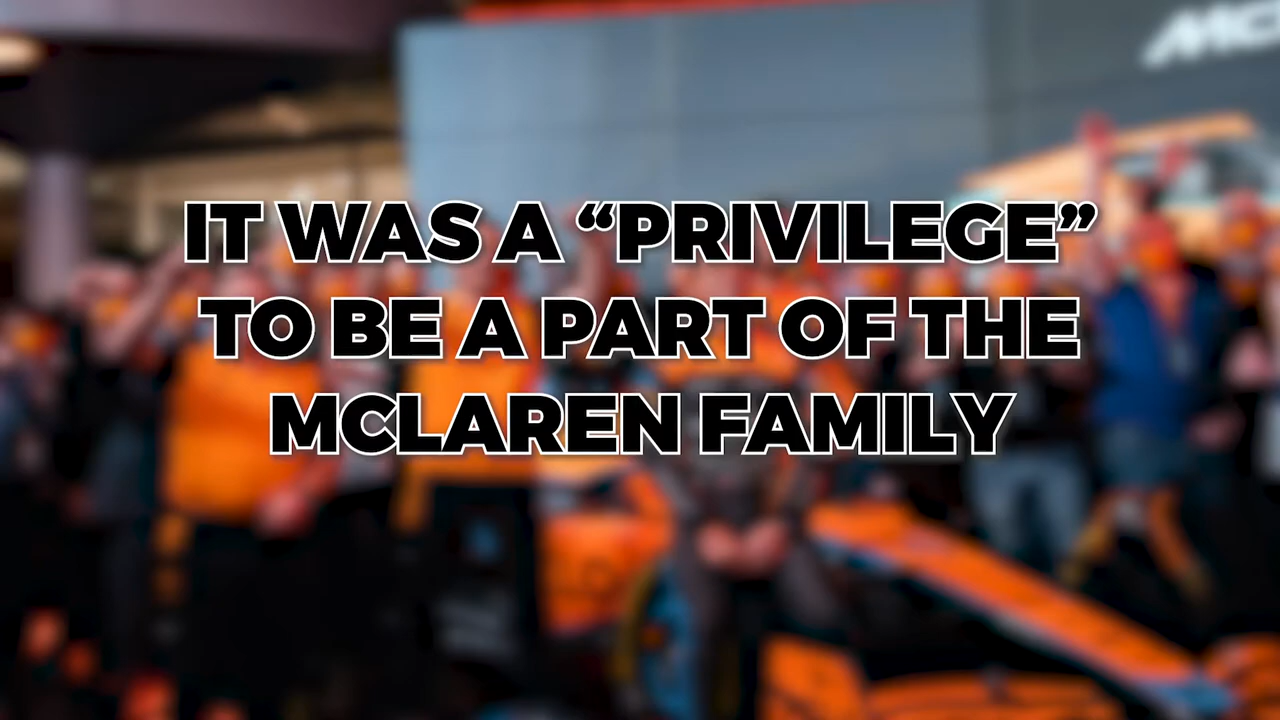 IT WAS A “PRIVILEGE”
TO BE A PART OF THE
MCLAREN FAMILY